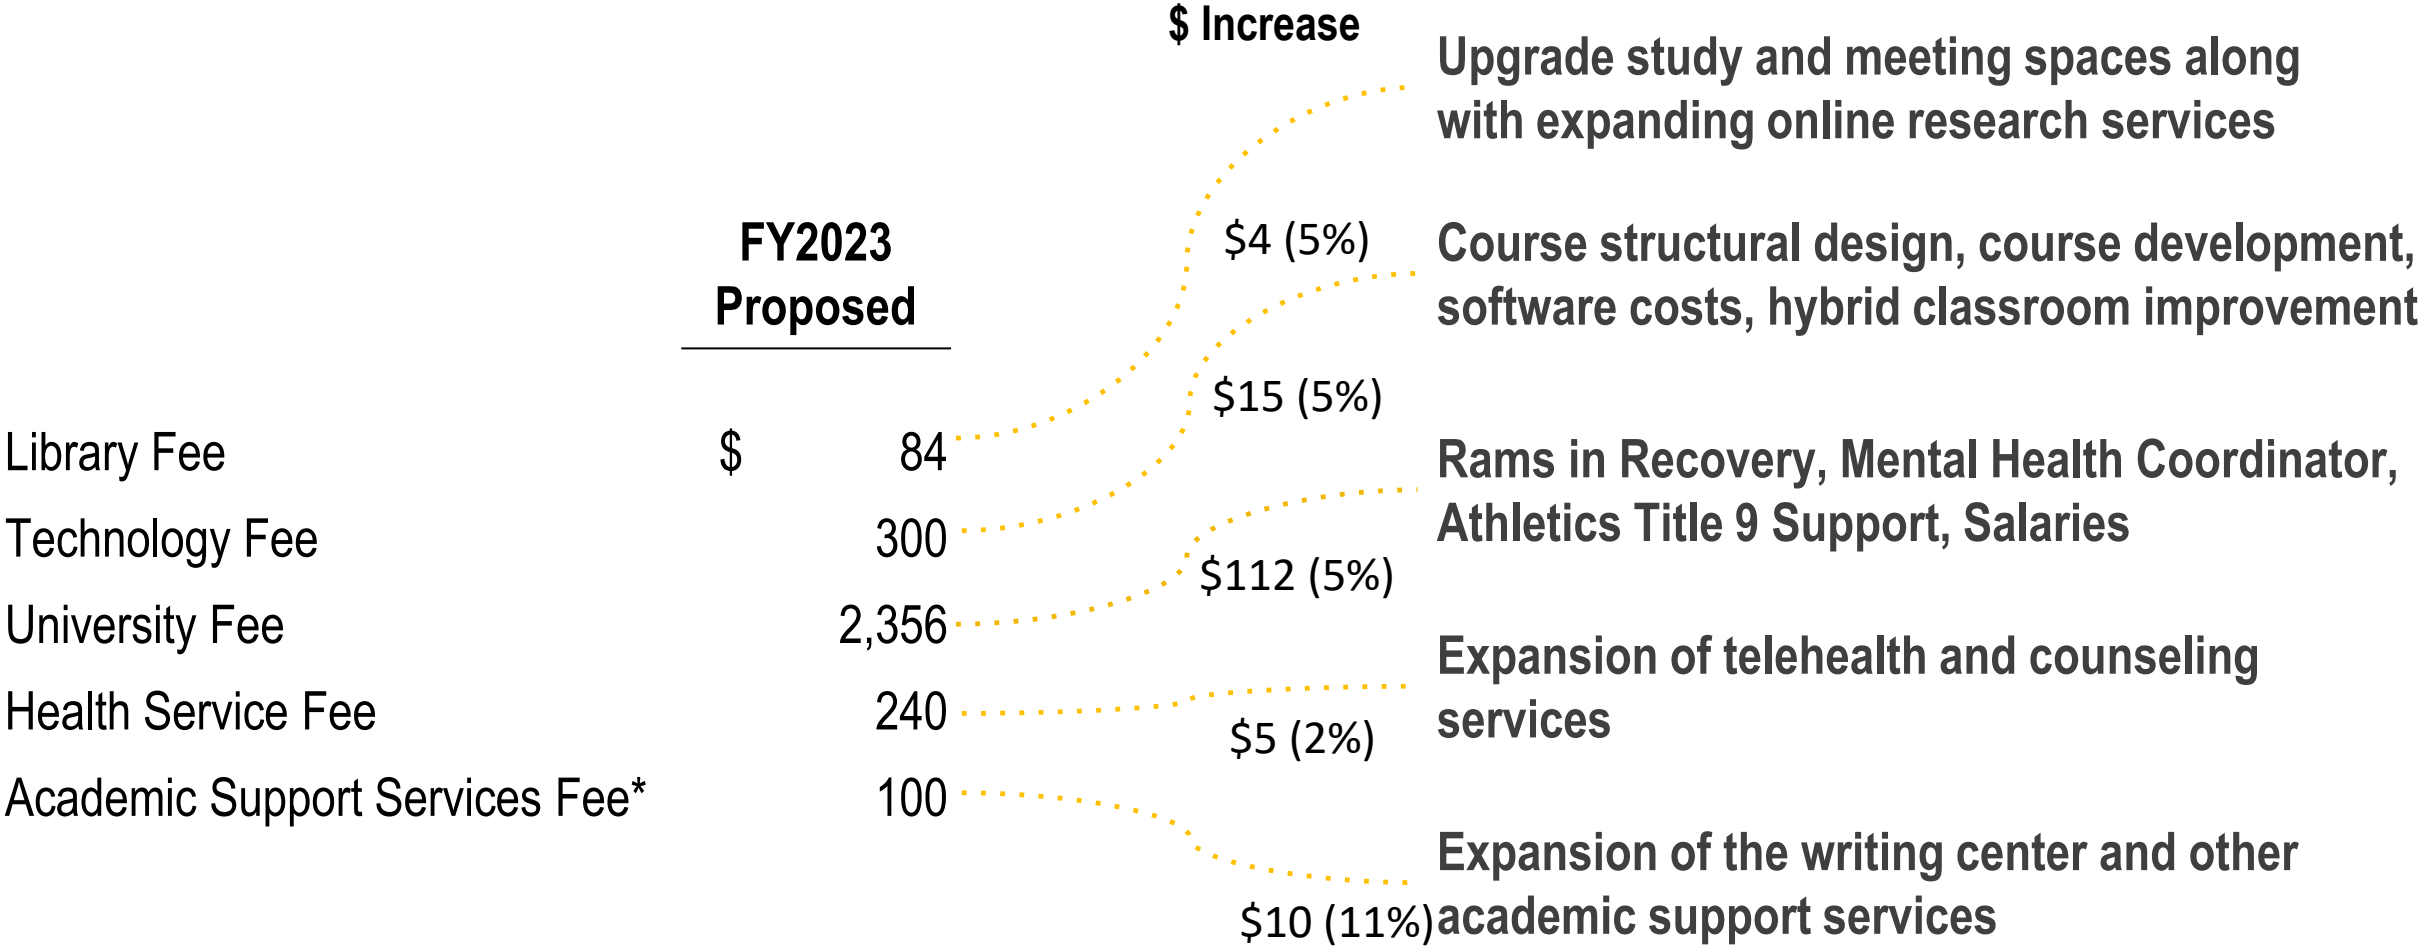 $ Increase
Upgrade study and meeting spaces along
with expanding online research services
FY2023
Proposed
$4 (5%)
Course structural design, course development,
software costs, hybrid classroom improvement
$15 (5%)
Library Fee $ 84
Rams in Recovery, Mental Health Coordinator,
Athletics Title 9 Support, Salaries
Technology Fee 300
$112 (5%)
University Fee 2,356
Expansion of telehealth and counseling
services
Health Service Fee 240
$5 (2%)
Academic Support Services Fee* 100
Expansion of the writing center and other
academic support services
$10 (11%)